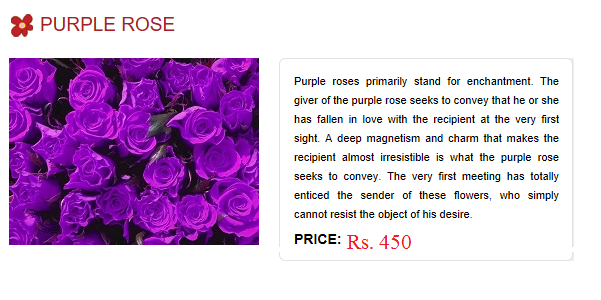 PURPLE ROSE
Purple roses primarily stand for enchantment. The
giver of the purple rose seeks to convey that he or she
has fallen in love with the recipient at the very first
sight. A deep magnetism and charm that makes the
recipient almost irresistible is what the purple rose
seeks to convey. The very first meeting has totally
enticed the sender of these flowers, who simply
cannot resist the object of his desire.
PRICE: Rs. 450